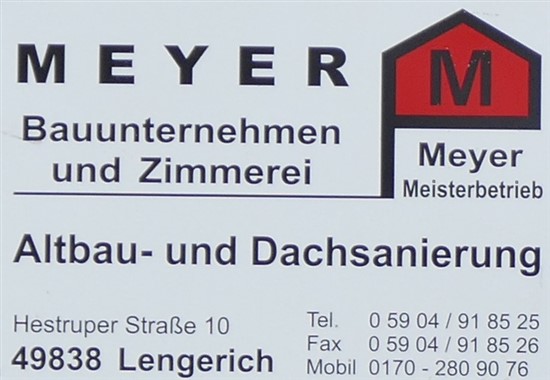 MEYER
Bauunternehmen
und Zimmerei
M
Meyer
Meisterbetrieb
Altbau- und Dachsanierung
Hestruper Straße 10
49838 Lengerich
Tel. 0 59 04 / 91 85 25
Fax 0 59 04 / 91 85 26
Mobil 0170 - 280 90 76